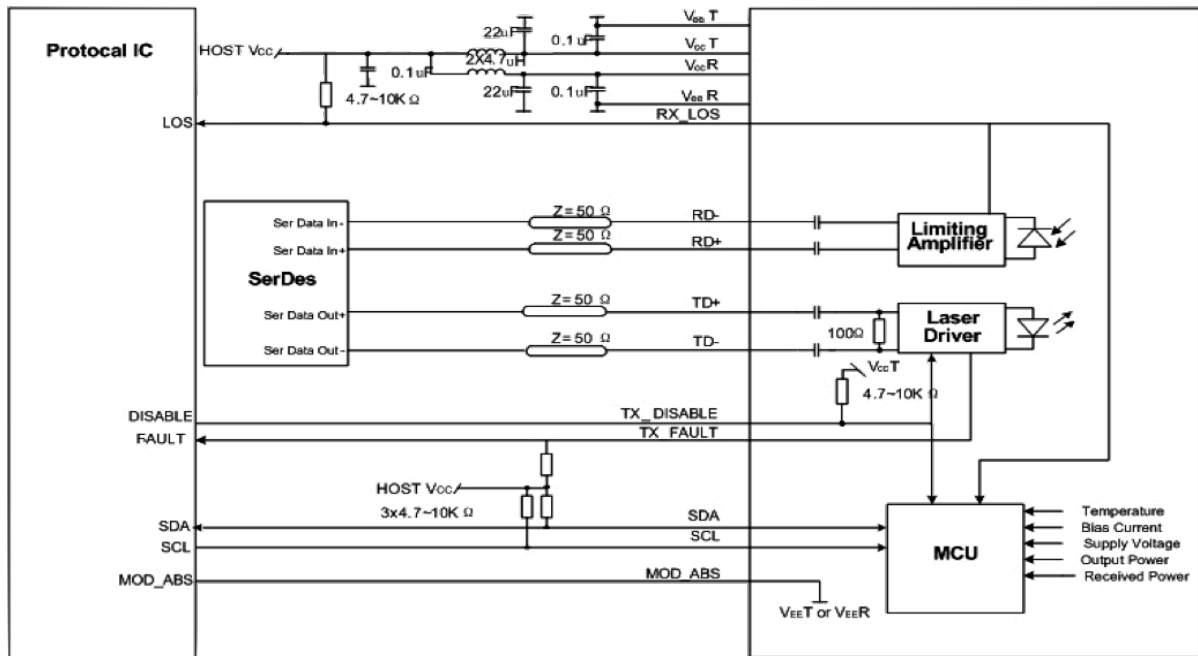 Protocal IC
HOST Vcc
22uF
0.1uF
2X4.7uH
0.1uF
22uF
0.1uF
4.7~10K Ω
VeeT
VccT
VccR
VeeR
LOS
RX_LOS
SerDes
Ser Data In-
Z=50 Ω
RD-
Ser Data In+
Z=50 Ω
RD+
Limiting
Amplifier
Ser Data Out+
Z=50 Ω
TD+
Ser Data Out-
Z=50 Ω
TD-
100Ω
Laser
Driver
VccT
4.7~10K Ω
DISABLE
TX_DISABLE
FAULT
TX_FAULT
HOST Vcc
3x4.7~10K Ω
SDA
SDA
SCL
SCL
MOD_ABS
MOD_ABS
VEET or VEER
MCU
Temperature
Bias Current
Supply Voltage
Output Power
Received Power